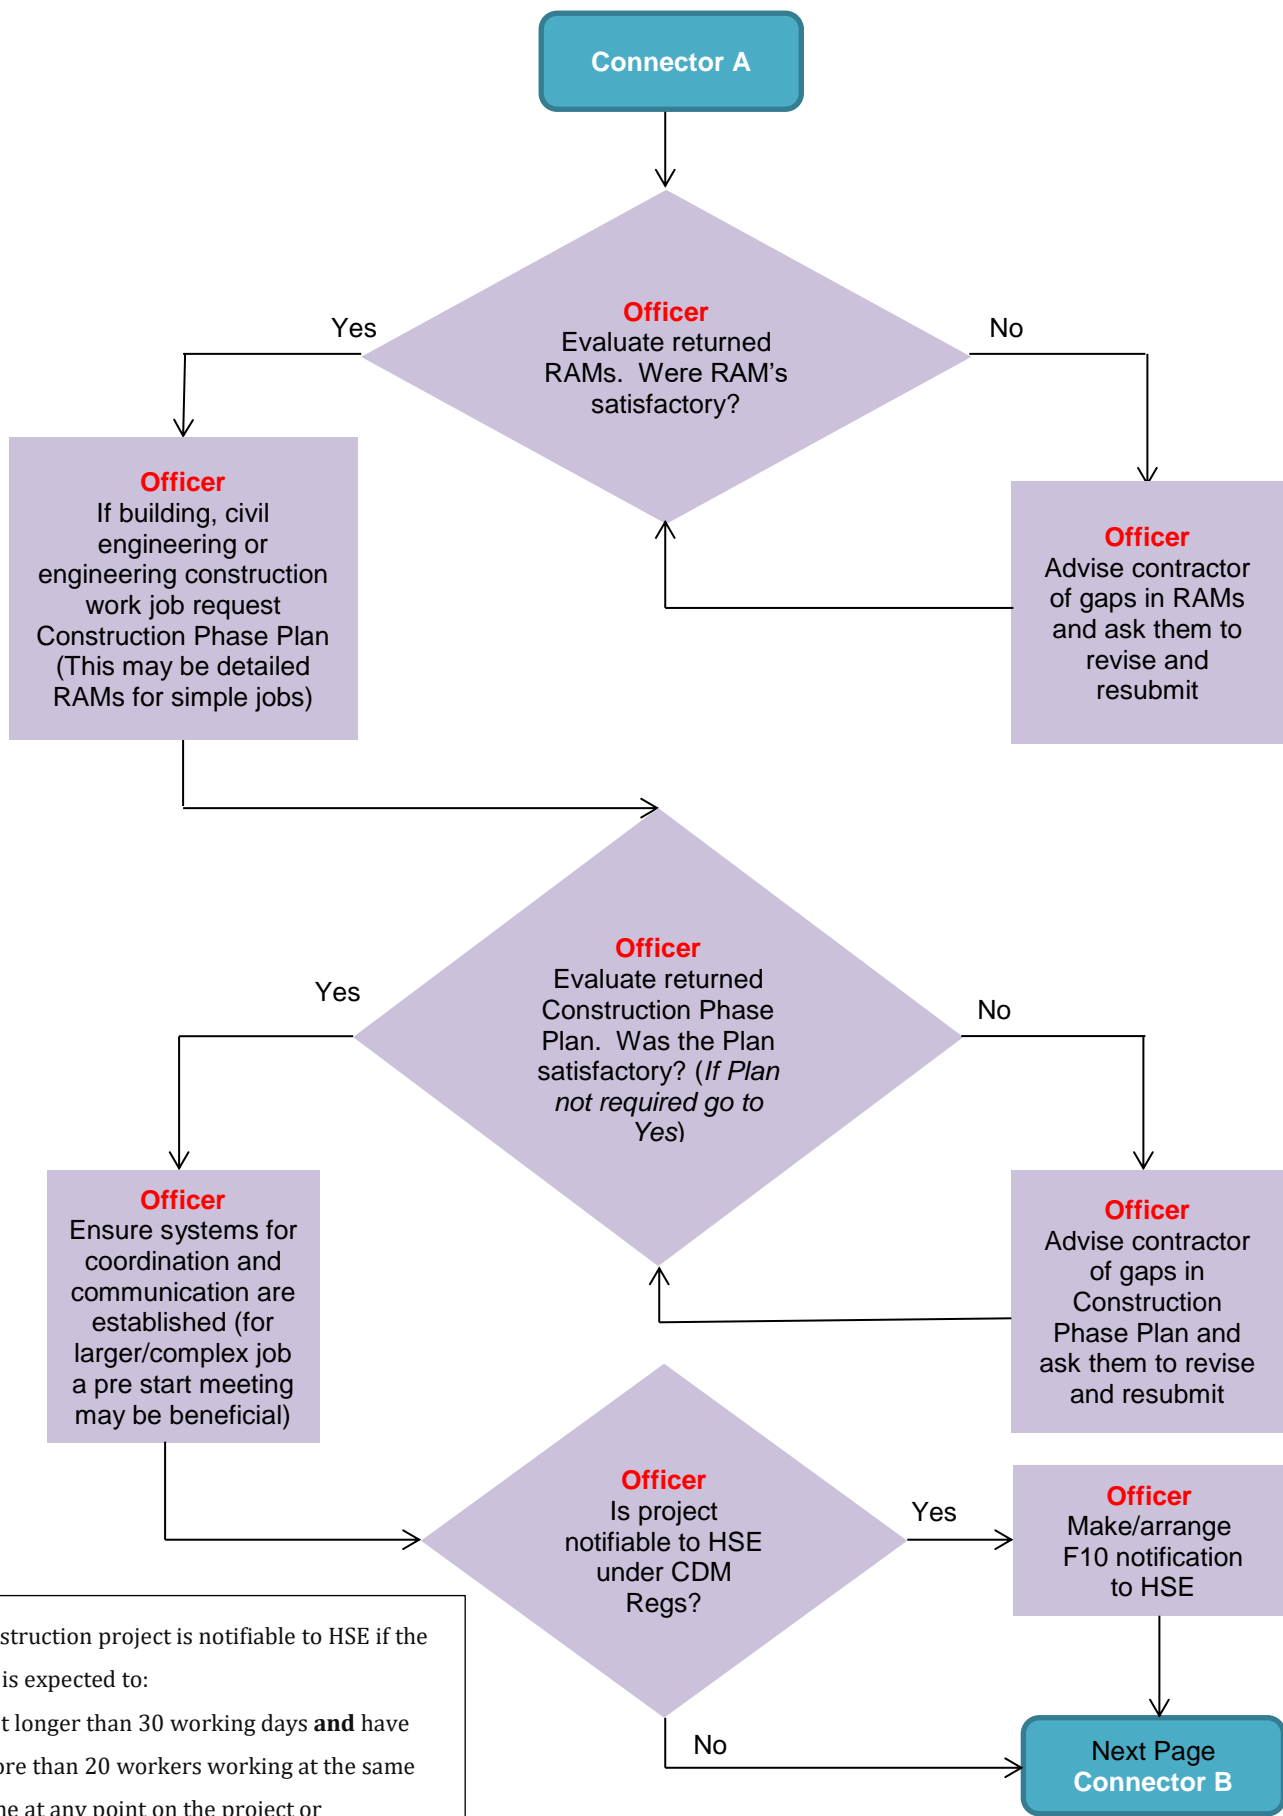 Connector A
Officer
Evaluate returned
RAMs. Were RAM’s
satisfactory?
Yes
No
Officer
If building, civil
engineering or
engineering construction
work job request
Construction Phase Plan
(This may be detailed
RAMs for simple jobs)
Officer
Advise contractor
of gaps in RAMs
and ask them to
revise and
resubmit
Officer
Evaluate returned
Construction Phase
Plan. Was the Plan
satisfactory? (If Plan
not required go to
Yes)
Yes
No
Officer
Ensure systems for
coordination and
communication are
established (for
larger/complex job
a pre start meeting
may be beneficial)
Officer
Advise contractor
of gaps in
Construction
Phase Plan and
ask them to revise
and resubmit
Officer
Is project
notifiable to HSE
under CDM
Regs?
Yes
No
Officer
Make/arrange
F10 notification
to HSE
Next Page
Connector B
project is notifiable to HSE if the
is expected to:
longer than 30 working days and have
than 20 workers working at the same
at any point on the project or